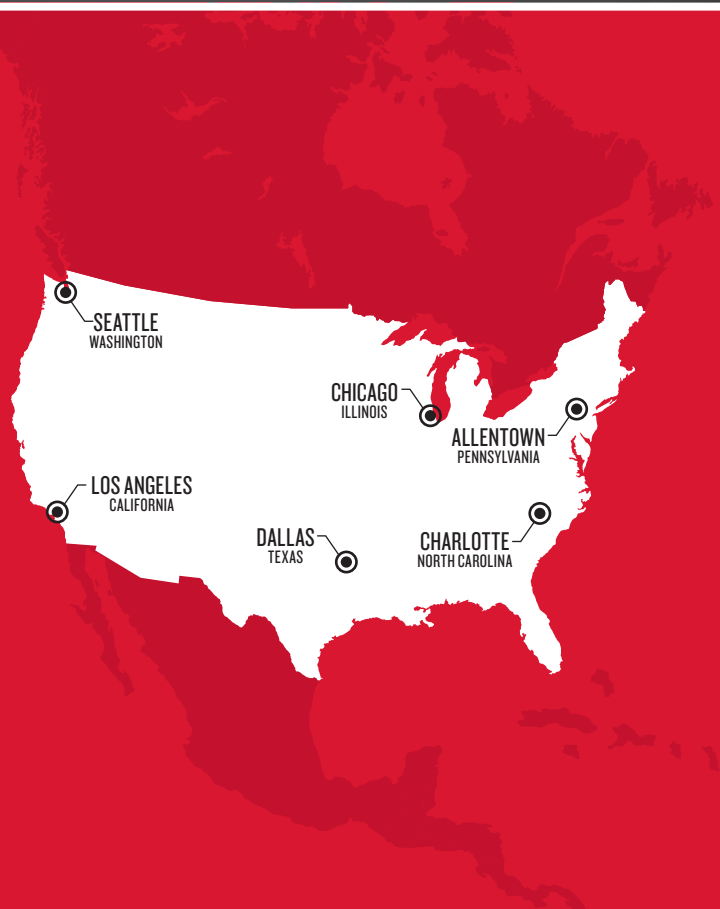 SEATTLE
WASHINGTON
CHICAGO
ILLINOIS
ALLENTOWN
PENNSYLVANIA
LOS ANGELES
CALIFORNIA
DALLAS
TEXAS
CHARLOTTE
NORTH CAROLINA